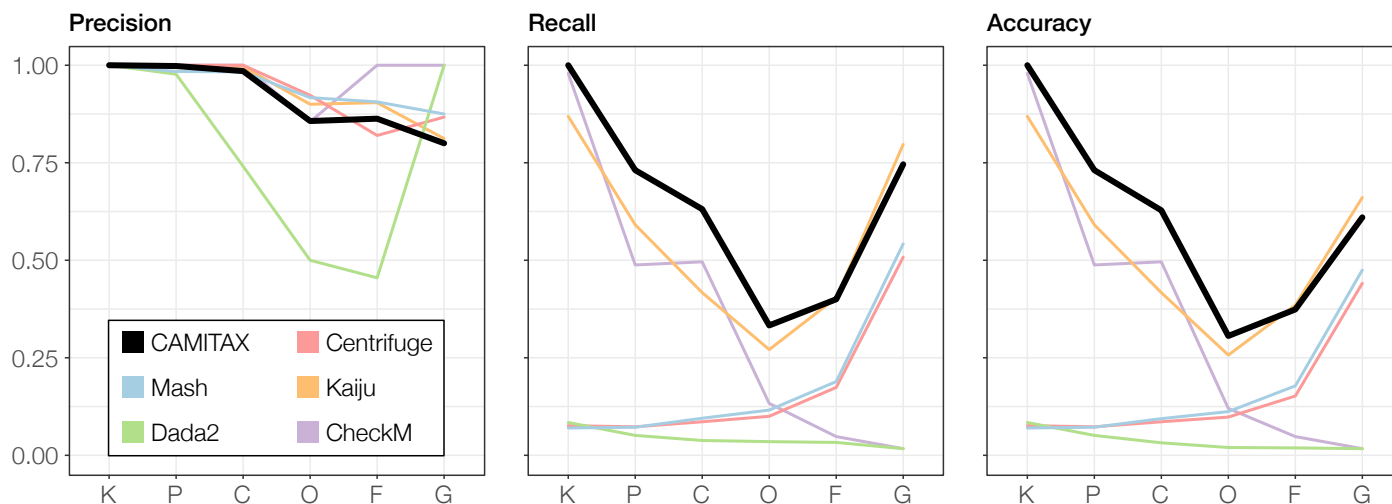 Precision Recall Accuracy
1.00
0.75
0.50
0.25
0.00
CAMITAX Centrifuge
Mash Kaiju
Dada2 CheckM
K P C O F G K P C O F G K P C O F G